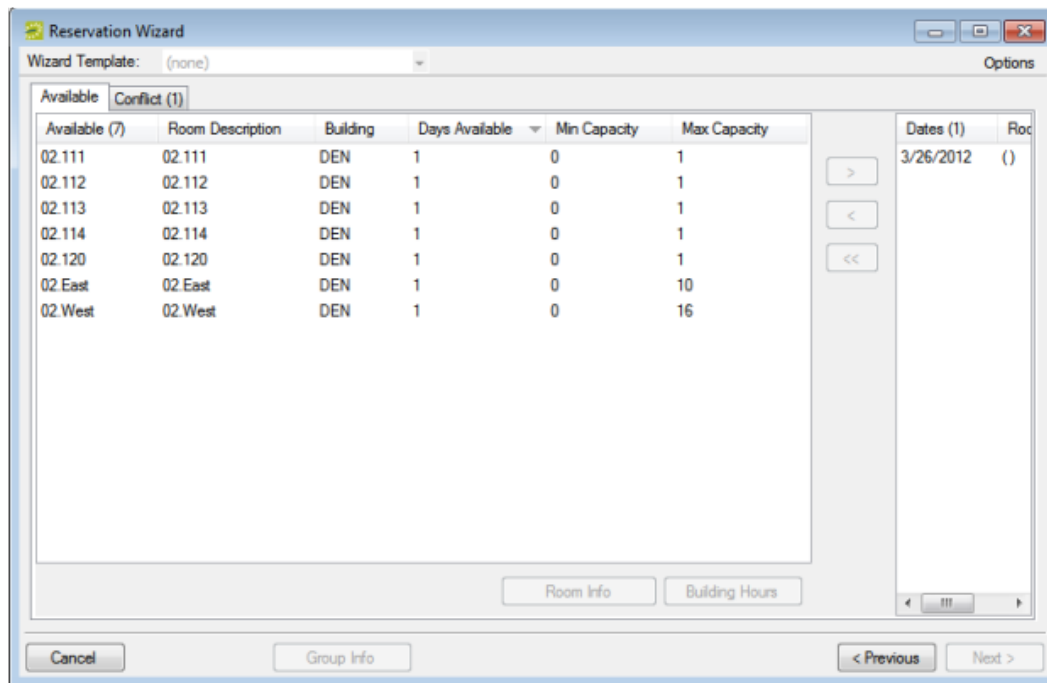 Reservation Wizard
Wizard Template: (none) Options
Available Conflict (1)
Available (7) Room Description Building Days Available Min Capacity Max Capacity Dates (1) Roo
02.111 02.111 DEN 1 0 1 3/26/2012 ()
02.112 02.112 DEN 1 0 1 >
02.113 02.113 DEN 1 0 1 <
02.114 02.114 DEN 1 0 1
02.120 02.120 DEN 1 0 1 <<
02.East 02.East DEN 1 0 10
02.West 02.West DEN 1 0 16
Room Info Building Hours
Cancel Group Info < Previous Next >